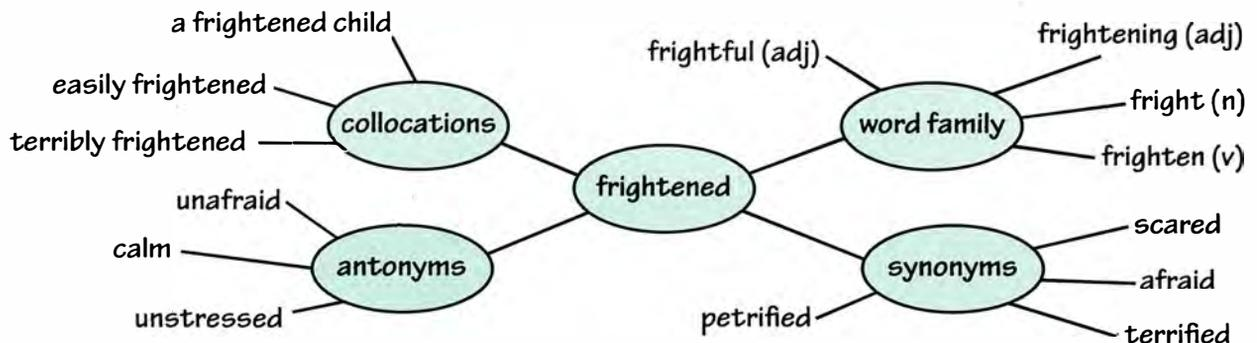 a frightened child
easily frightened
terribly frightened
collocations
frightful (adj)
frightening (adj)
fright (n)
frighten (v)
word family
frightened
unafraid
calm
unstressed
antonyms
synonyms
scared
afraid
terrified
petrified